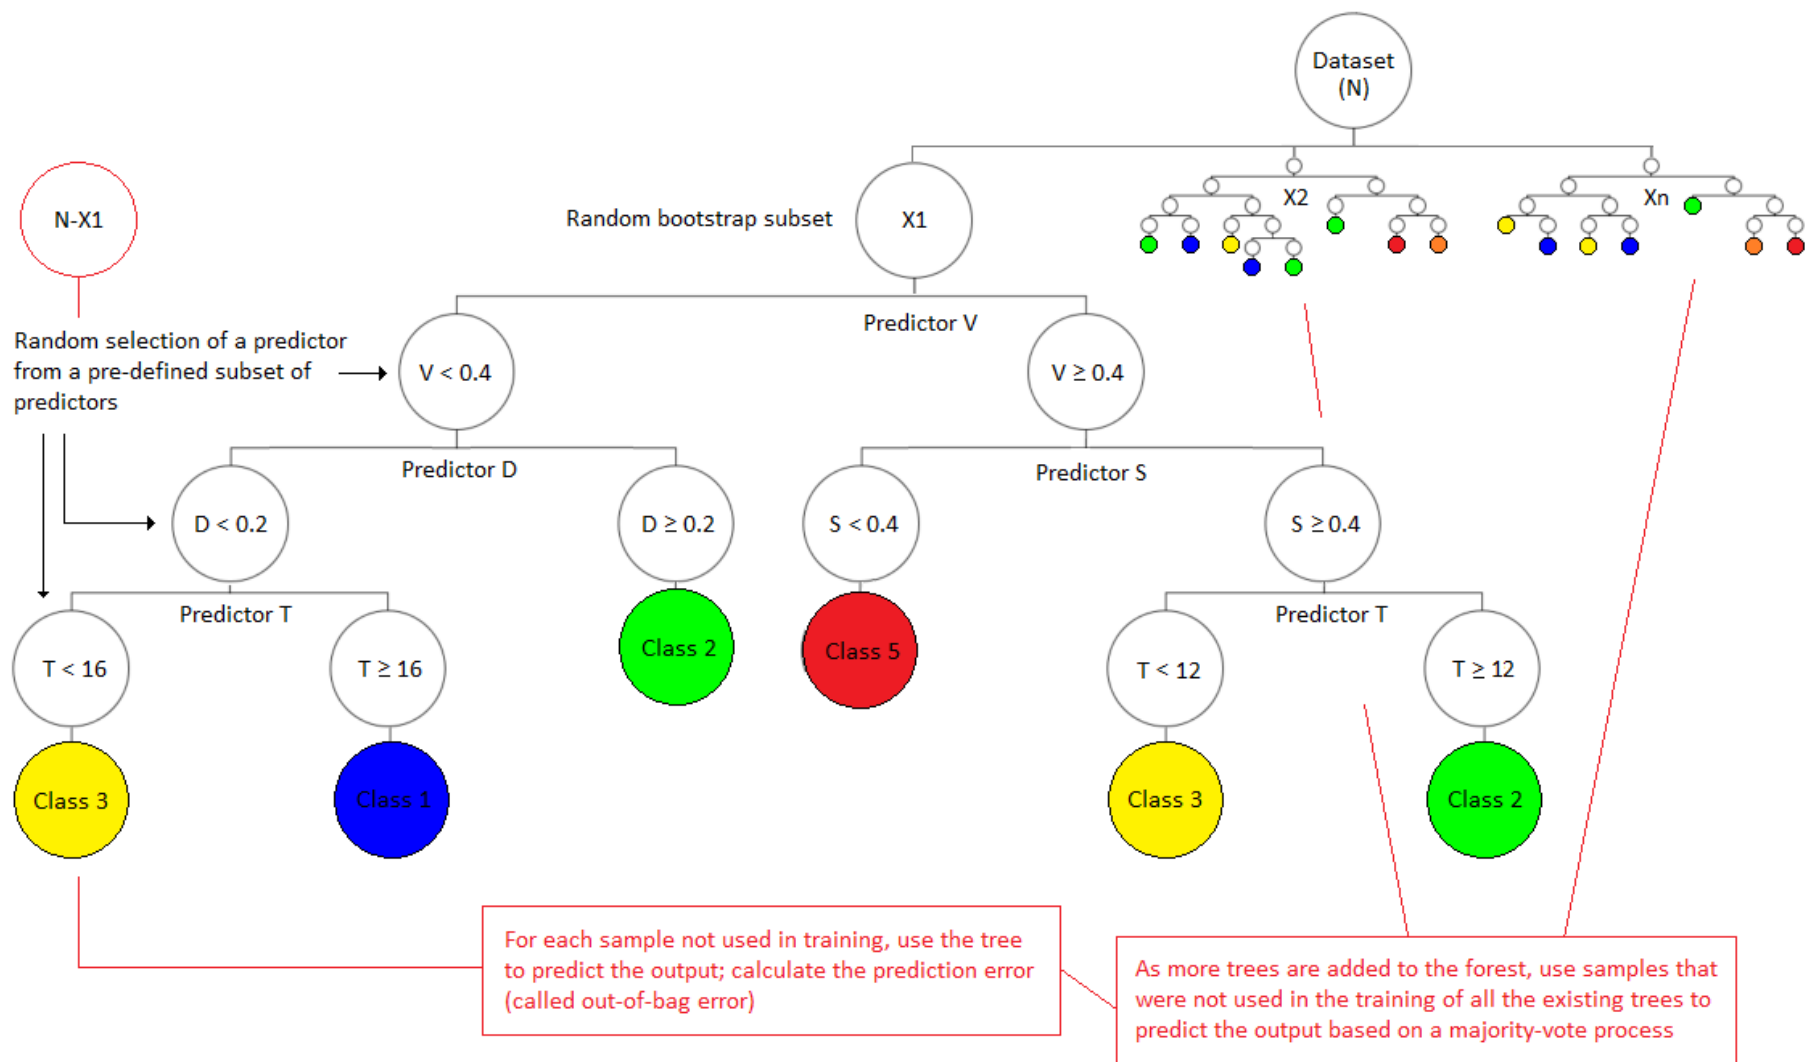 Dataset
(N)
N-X1
Random bootstrap subset
X1
X2
Xn
Predictor V
Random selection of a predictor
from a pre-defined subset of
predictors
V < 0.4
V ≥ 0.4
Predictor D
Predictor S
D < 0.2
D ≥ 0.2
S < 0.4
S ≥ 0.4
Predictor T
Predictor T
Class 2
Class 5
T < 16
T ≥ 16
T < 12
T ≥ 12
Class 3
Class 1
Class 3
Class 2
For each sample not used in training, use the tree
to predict the output; calculate the prediction error
(called out-of-bag error)
As more trees are added to the forest, use samples that
were not used in the training of all the existing trees to
predict the output based on a majority-vote process